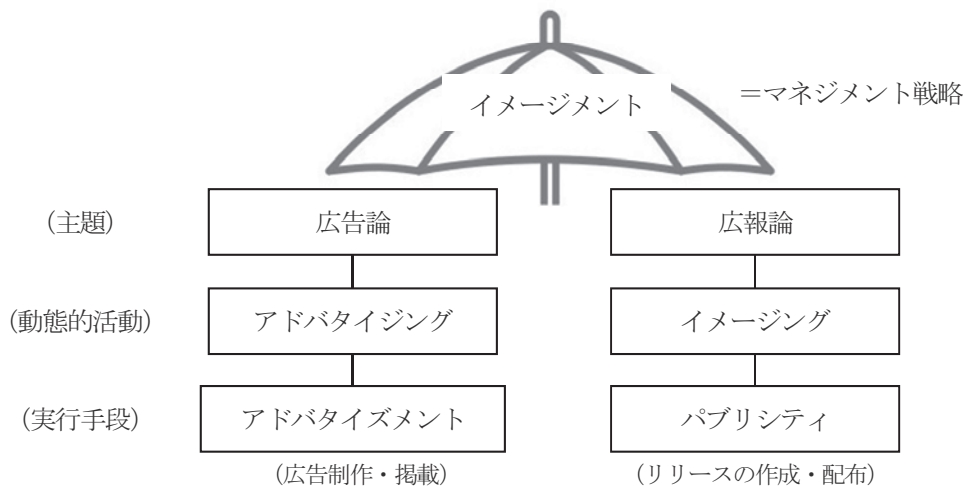 イメージメント
＝マネジメント戦略
（主題）
広告論
広報論
（動態的活動）
アドバタイジング
イメージング
（実行手段）
アドバタイズメント
パブリシティ
（広告制作・掲載）
（リリースの作成・配布）